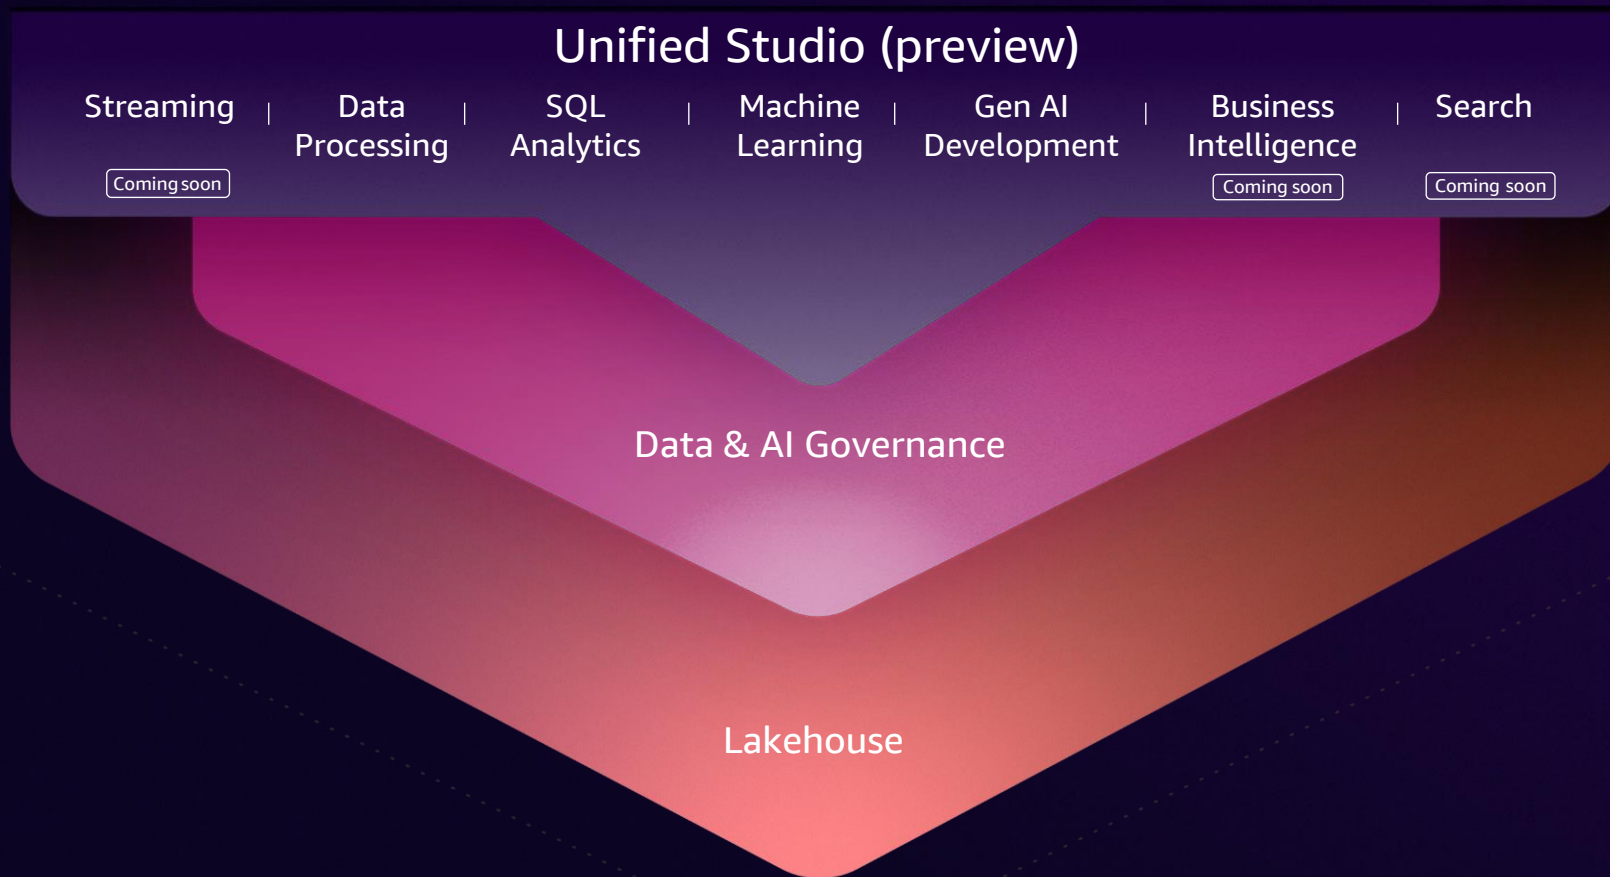 Unified Studio (preview)
Streaming
Data
Processing
SQL
Analytics
Machine
Learning
Gen AI
Development
Business
Intelligence
Search
Coming soon
Coming soon
Coming soon
Data & AI Governance
Lakehouse